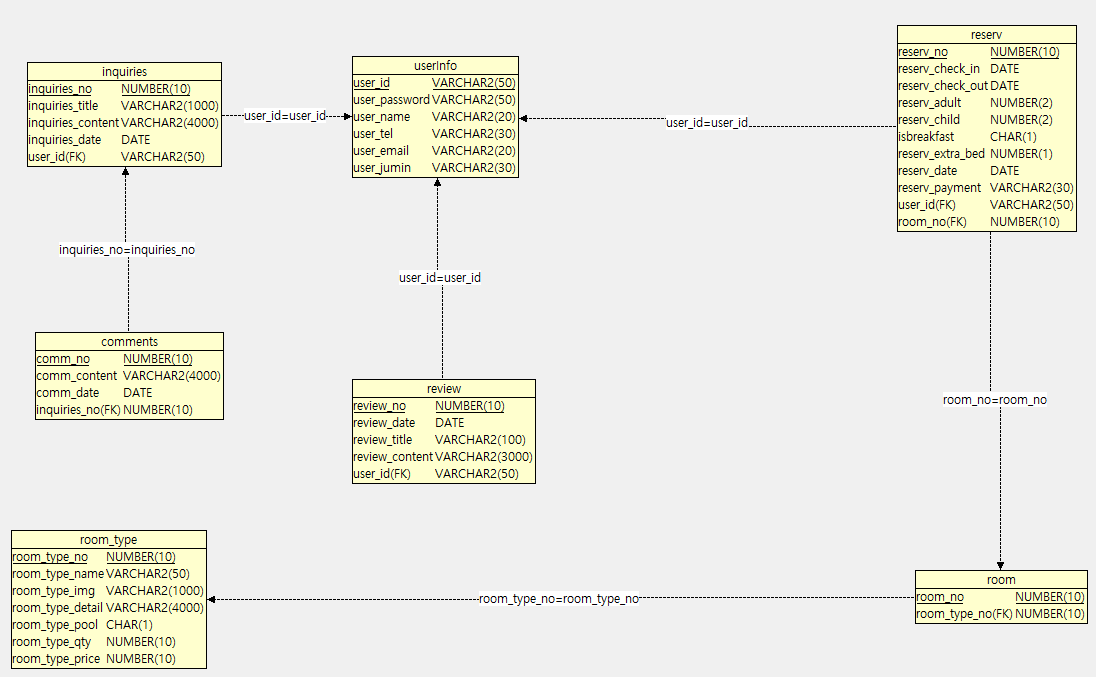 inquiries
inquiries_no NUMBER(10)
inquiries_title VARCHAR2(1000)
inquiries_content VARCHAR2(4000)
inquiries_date DATE
user_id(FK) VARCHAR2(50)
user_id=user_id
userInfo
user_id VARCHAR2(50)
user_password VARCHAR2(50)
user_name VARCHAR2(20)
user_tel VARCHAR2(30)
user_email VARCHAR2(20)
user_jumin VARCHAR2(30)
user_id=user_id
reserv
reserv_no NUMBER(10)
reserv_check_in DATE
reserv_check_out DATE
reserv_adult NUMBER(2)
reserv_child NUMBER(2)
isbreakfast CHAR(1)
reserv_extra_bed NUMBER(1)
reserv_date DATE
reserv_payment VARCHAR2(30)
user_id(FK) VARCHAR2(50)
room_no(FK) NUMBER(10)
inquiries_no=inquiries_no
user_id=user_id
comments
comm_no NUMBER(10)
comm_content VARCHAR2(4000)
comm_date DATE
inquiries_no(FK) NUMBER(10)
review
review_no NUMBER(10)
review_date DATE
review_title VARCHAR2(100)
review_content VARCHAR2(3000)
user_id(FK) VARCHAR2(50)
room_no=room_no
room_type
room_type_no NUMBER(10)
room_type_name VARCHAR2(50)
room_type_img VARCHAR2(1000)
room_type_detail VARCHAR2(4000)
room_type_pool CHAR(1)
room_type_qty NUMBER(10)
room_type_price NUMBER(10)
room_type_no=room_type_no
room
room_no NUMBER(10)
room_type_no(FK) NUMBER(10)